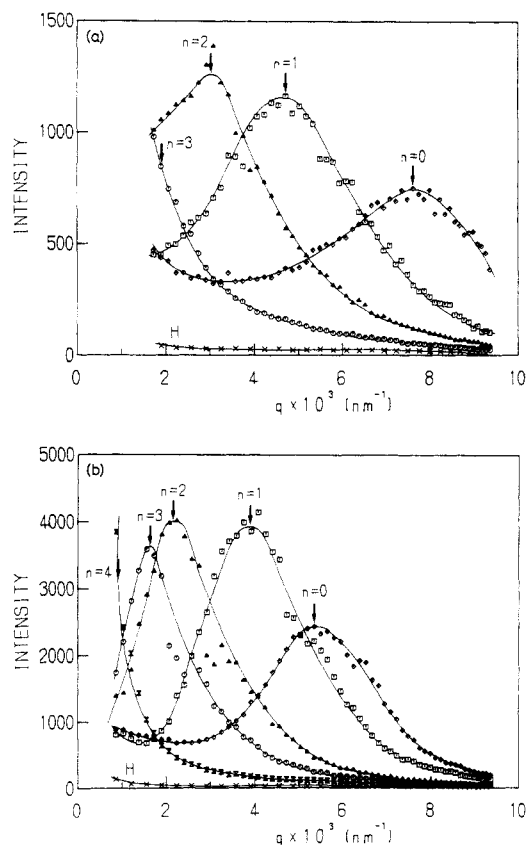 (a)
1500
1000
500
0
INTENSITY
n=2
n=1
n=3
n=0
H
0 2 4 6 8 10
q × 10³ (nm⁻¹)
(b)
5000
4000
3000
2000
1000
0
INTENSITY
n=3
n=2
n=1
n=4
n=0
H
0 2 4 6 8 10
q × 10³ (nm⁻¹)